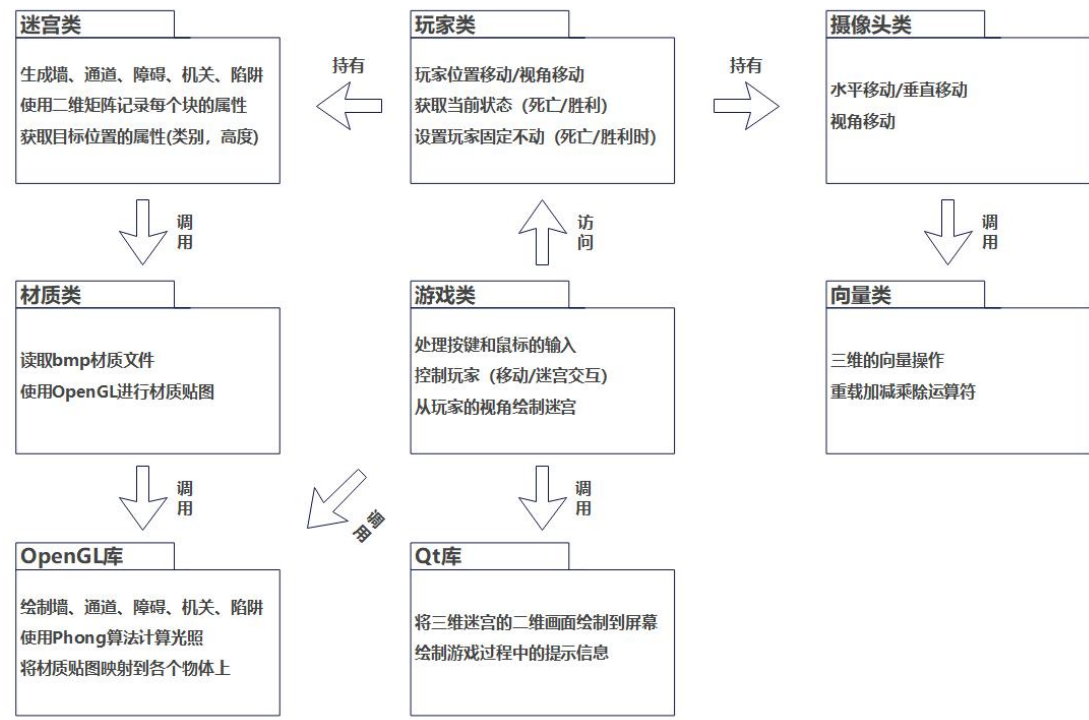 迷宫类
生成墙、通道、障碍、机关、陷阱
使用二维矩阵记录每个块的属性
获取目标位置的属性(类别，高度)
持有
玩家类
玩家位置移动/视角移动
获取当前状态（死亡/胜利）
设置玩家固定不动（死亡/胜利时）
持有
摄像头类
水平移动/垂直移动
视角移动
调
用
访
问
调
用
材质类
读取bmp材质文件
使用OpenGL进行材质贴图
游戏类
处理按键和鼠标的输入
控制玩家（移动/迷宫交互）
从玩家的视角绘制迷宫
向量类
三维的向量操作
重载加减乘除运算符
调
用
调
用
调
用
OpenGL库
绘制墙、通道、障碍、机关、陷阱
使用Phong算法计算光照
将材质贴图映射到各个物体上
Qt库
将三维迷宫的二维画面绘制到屏幕
绘制游戏过程中的提示信息